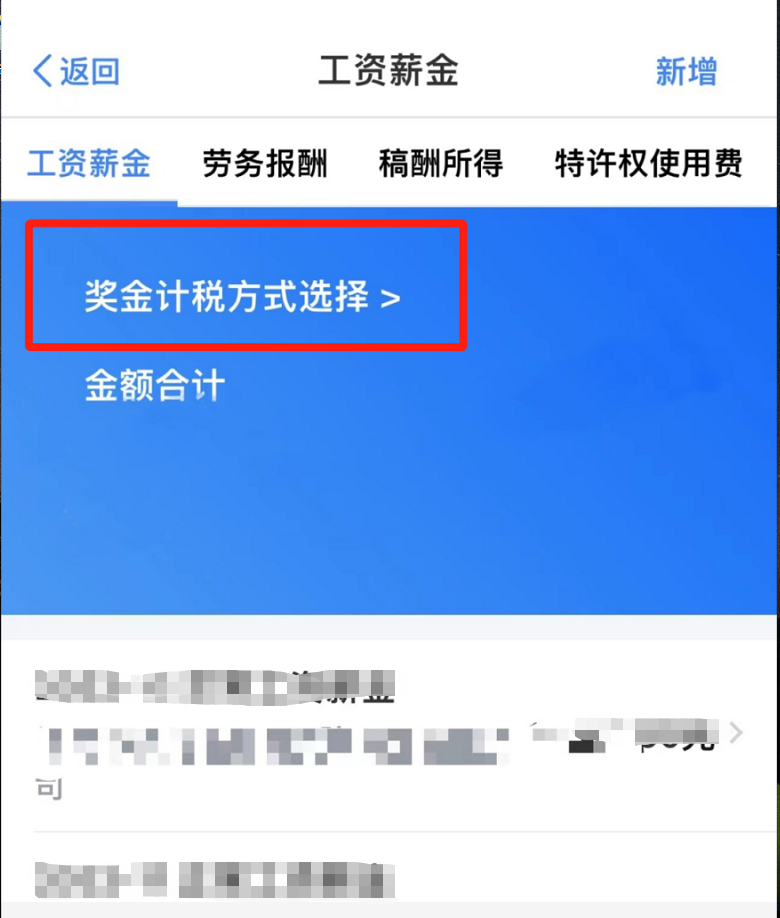 返回 工资薪金 新增
工资薪金 劳务报酬 稿酬所得 特许权使用费
奖金计税方式选择 >
金额合计
司